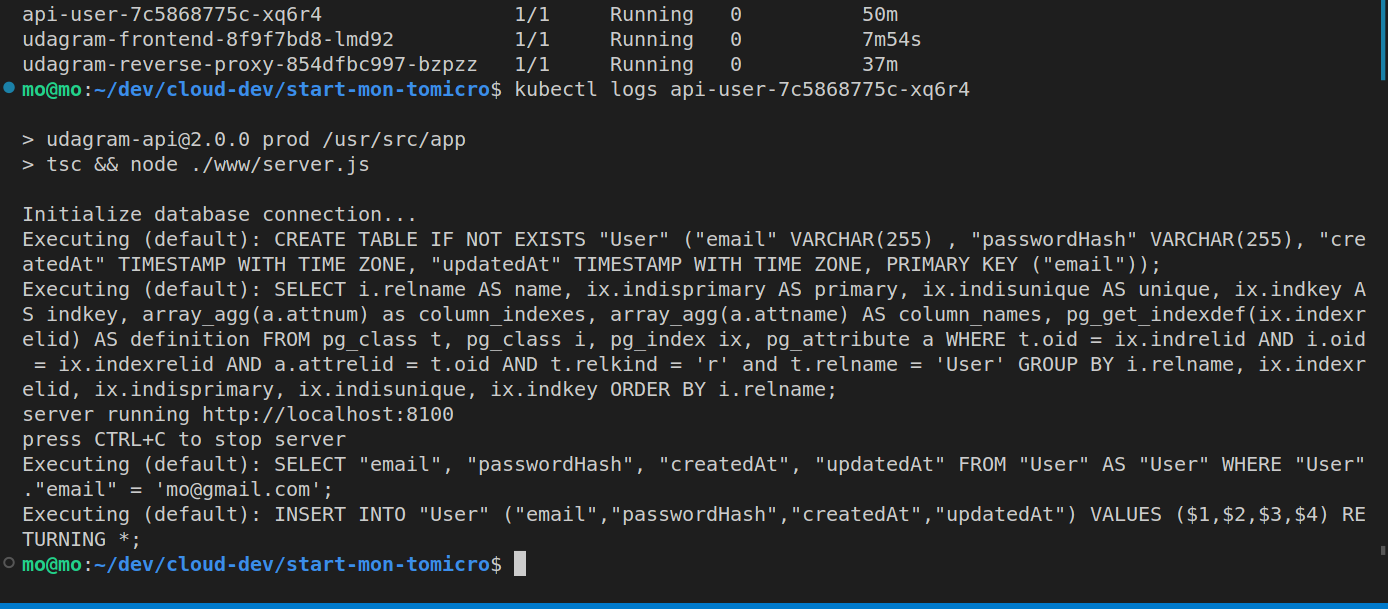 api-user-7c5868775c-xq6r4                1/1     Running   0          50m
udagram-frontend-8f9f7bd8-lmd92          1/1     Running   0          7m54s
udagram-reverse-proxy-854dfbc997-bzpzz   1/1     Running   0          37m
mo@mo:~/dev/cloud-dev/start-mon-tomicro$ kubectl logs api-user-7c5868775c-xq6r4
> udagram-api@2.0.0 prod /usr/src/app
> tsc && node ./www/server.js
Initialize database connection...
Executing (default): CREATE TABLE IF NOT EXISTS "User" ("email" VARCHAR(255) , "passwordHash" VARCHAR(255), "cre
atedAt" TIMESTAMP WITH TIME ZONE, "updatedAt" TIMESTAMP WITH TIME ZONE, PRIMARY KEY ("email"));
Executing (default): SELECT i.relname AS name, ix.indisprimary AS primary, ix.indisunique AS unique, ix.indkey A
S indkey, array_agg(a.attnum) as column_indexes, array_agg(a.attname) AS column_names, pg_get_indexdef(ix.indexr
elid) AS definition FROM pg_class t, pg_class i, pg_index ix, pg_attribute a WHERE t.oid = ix.indrelid AND i.oid
 = ix.indexrelid AND a.attrelid = t.oid AND t.relkind = 'r' and t.relname = 'User' GROUP BY i.relname, ix.indexr
elid, ix.indisprimary, ix.indisunique, ix.indkey ORDER BY i.relname;
server running http://localhost:8100
press CTRL+C to stop server
Executing (default): SELECT "email", "passwordHash", "createdAt", "updatedAt" FROM "User" AS "User" WHERE "User"
."email" = 'mo@gmail.com';
Executing (default): INSERT INTO "User" ("email","passwordHash","createdAt","updatedAt") VALUES ($1,$2,$3,$4) RE
TURNING *;
mo@mo:~/dev/cloud-dev/start-mon-tomicro$